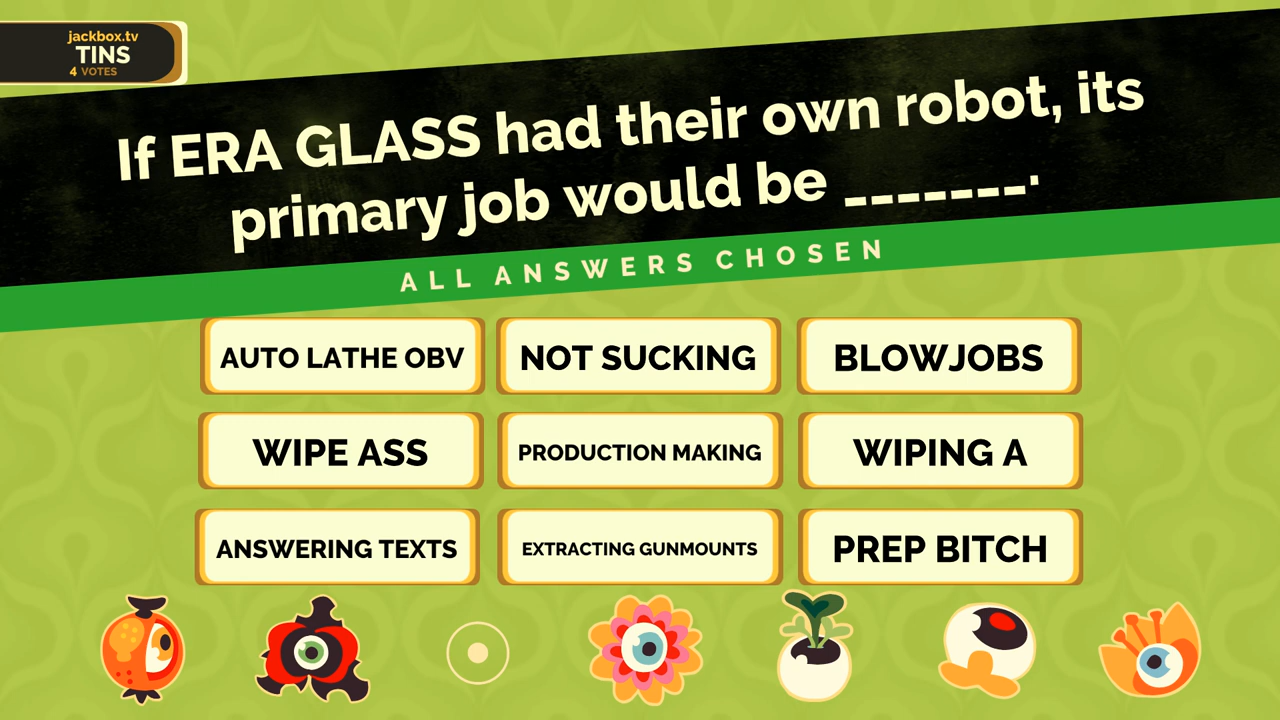 jackbox.tv
TINS
4 VOTES
If ERA GLASS had their own robot, its
primary job would be _______.
ALL ANSWERS CHOSEN
AUTO LATHE OBV
NOT SUCKING
BLOWJOBS
WIPE ASS
PRODUCTION MAKING
WIPING A
ANSWERING TEXTS
EXTRACTING GUNMOUNTS
PREP BITCH